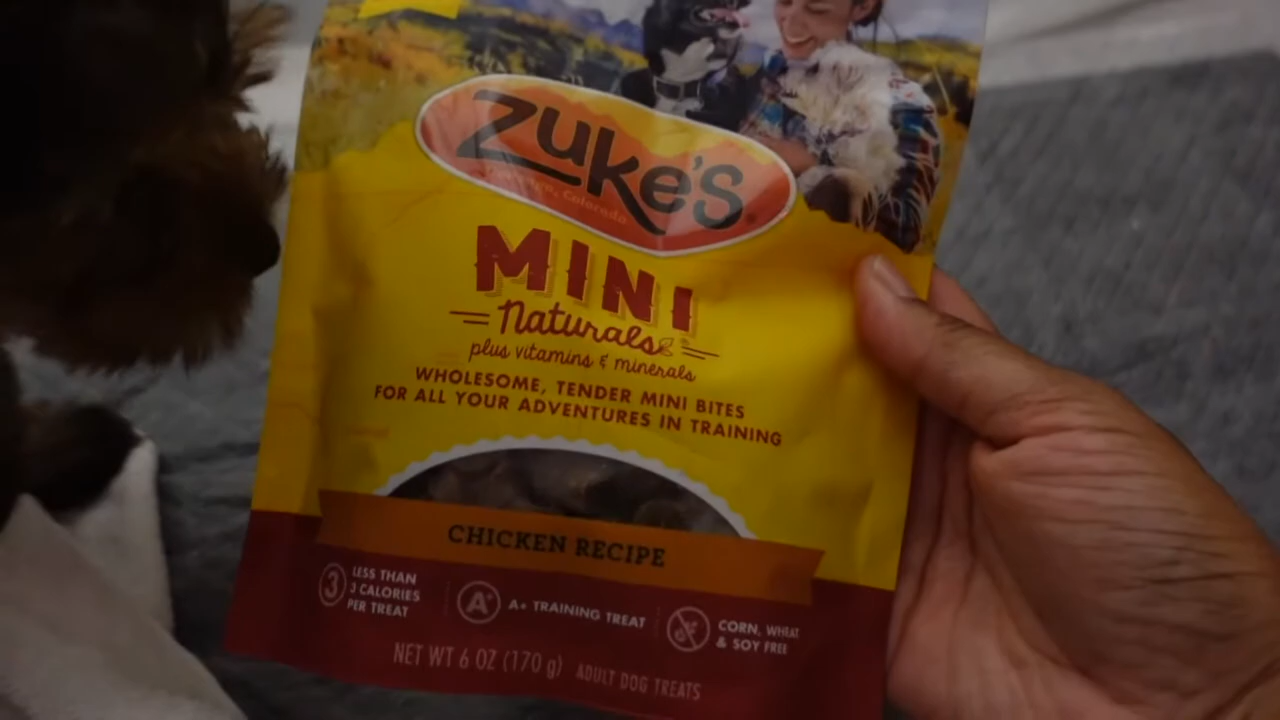 Zuke's
Colorado
MINI
Naturals
plus vitamins & minerals
WHOLESOME, TENDER MINI BITES
FOR ALL YOUR ADVENTURES IN TRAINING
CHICKEN RECIPE
3 LESS THAN
3 CALORIES
PER TREAT
A+ A+ TRAINING TREAT
CORN, WHEAT
& SOY FREE
NET WT 6 OZ (170 g) ADULT DOG TREATS